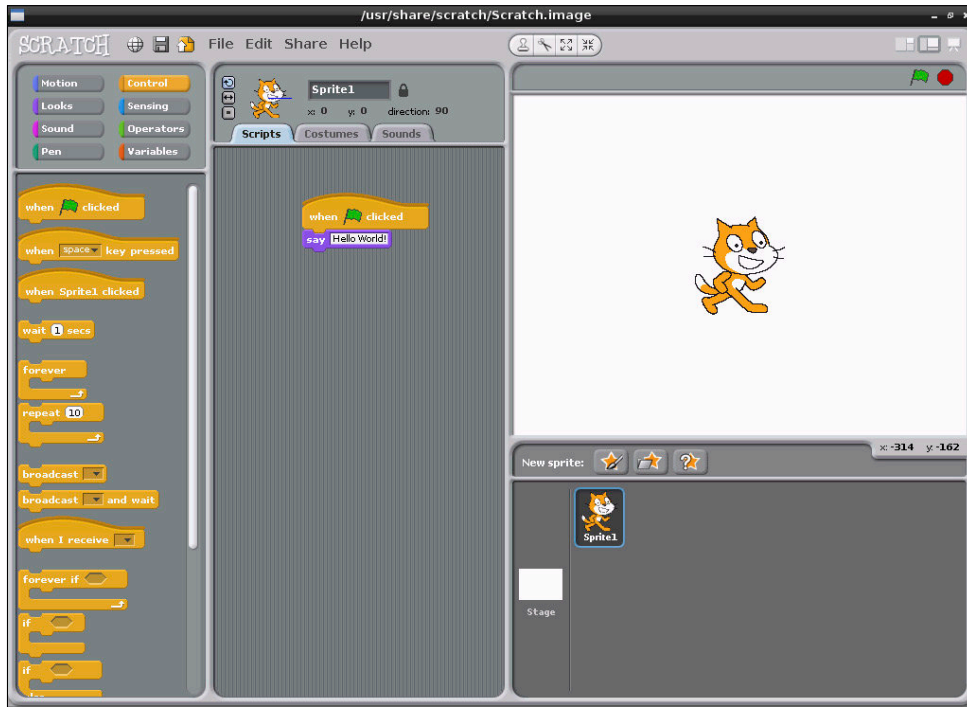 /usr/share/scratch/Scratch.image
SCRATCH File Edit Share Help
Motion Control
Looks Sensing
Sound Operators
Pen Variables
when clicked
when space key pressed
when Sprite1 clicked
wait 1 secs
forever
repeat 10
broadcast
broadcast and wait
when I receive
forever if
if
if
else
Sprite1
x: 0 y: 0 direction: 90
Scripts Costumes Sounds
when clicked
say Hello World!
x: -314 y: -162
New sprite:
Sprite1
Stage